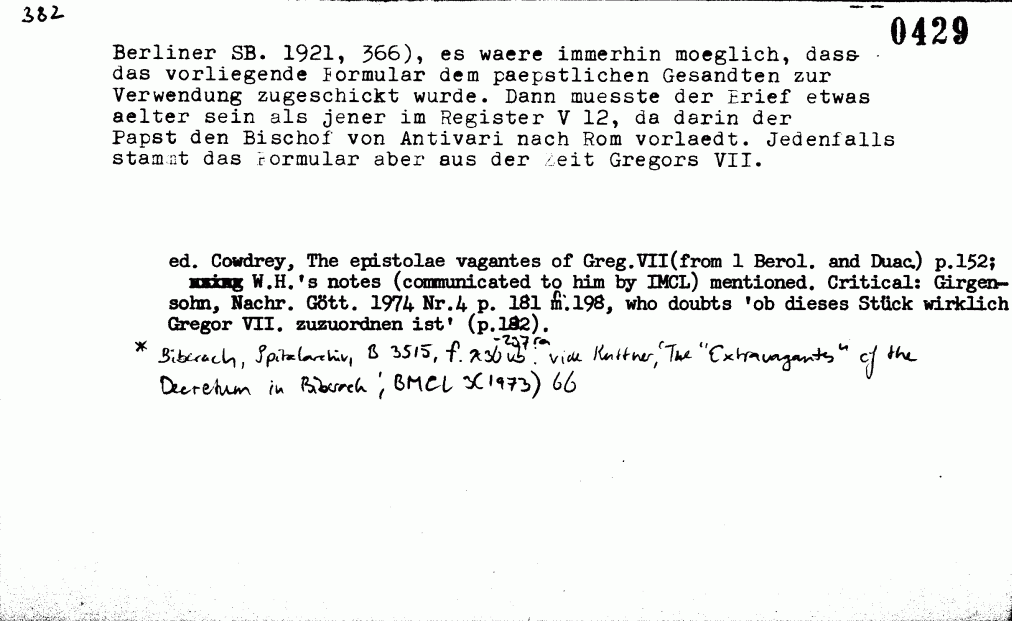 382
0429
Berliner SB. 1921, 366), es waere immerhin moeglich, dass
das vorliegende Formular dem paepstlichen Gesandten zur
Verwendung zugeschickt wurde. Dann muesste der Brief etwas
aelter sein als jener im Register V 12, da darin der
Papst den Bischof von Antivari nach Rom vorlaedt. Jedenfalls
stammt das Formular aber aus der Zeit Gregors VII.
ed. Cowdrey, The epistolae vagantes of Greg.VII(from 1 Berol. and Duac.) p.152;
W.H.'s notes (communicated to him by IMCL) mentioned. Critical: Girgen-
sohn, Nachr. Gött. 1974 Nr.4 p. 181 n.198, who doubts 'ob dieses Stück wirklich
Gregor VII. zuzuordnen ist' (p.182).
* Biberach, Spitalarchiv, B 3515, f. -237ra vide Kuttner, 'The "Extravagantes" of the
Decretum in Biberach', BMCL 3(1973) 66